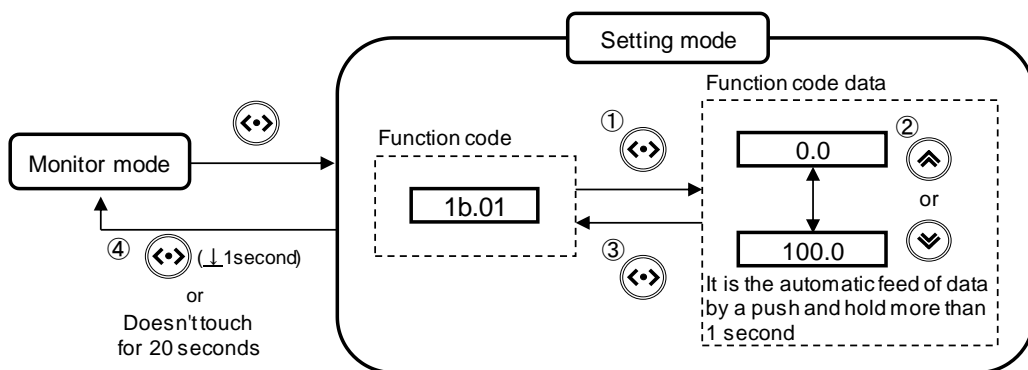 Setting mode
Function code data
①
②
Function code
0.0
Monitor mode
1b.01
or
④
(↓1second)
③
100.0
or
It is the automatic feed of data
by a push and hold more than
1 second
Doesn't touch
for 20 seconds